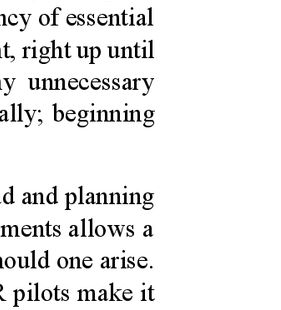 ncy of essential
t, right up until
y unnecessary
ally; beginning
d and planning
ments allows a
hould one arise.
R pilots make it